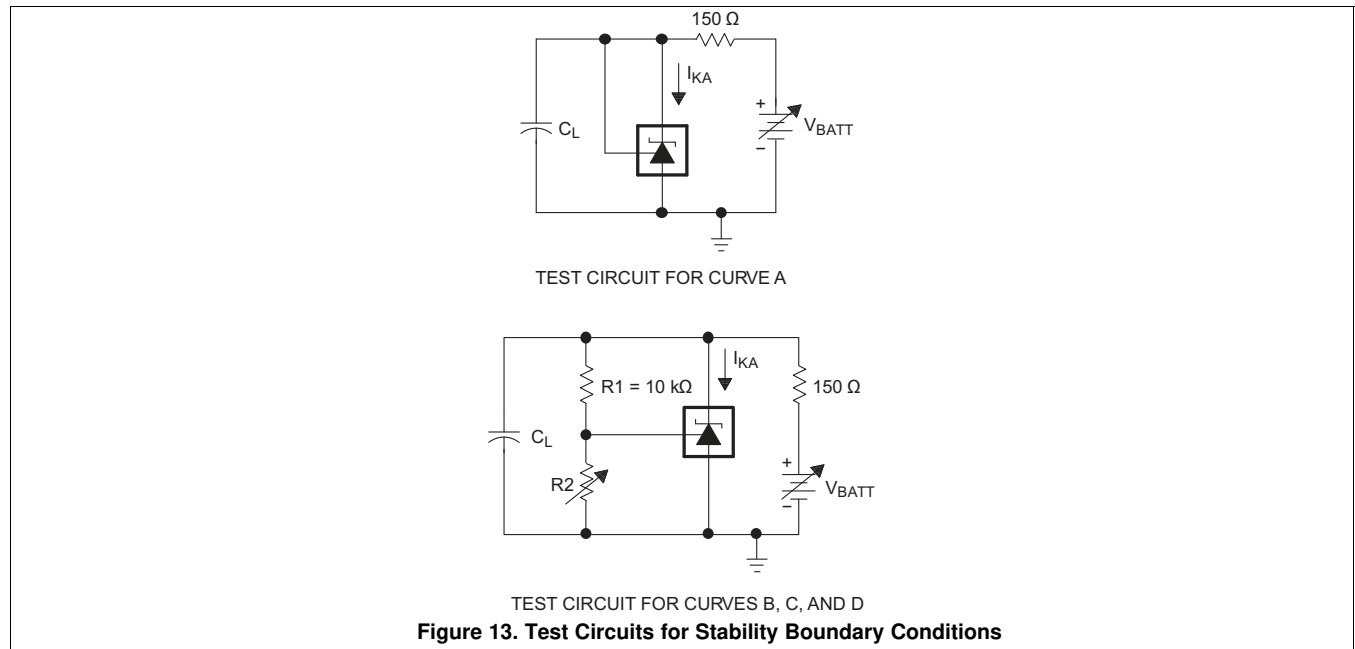 150 Ω
I_KA
C_L
+
V_BATT
−
TEST CIRCUIT FOR CURVE A
I_KA
R1 = 10 kΩ
150 Ω
C_L
+
R2
V_BATT
−
TEST CIRCUIT FOR CURVES B, C, AND D
Figure 13. Test Circuits for Stability Boundary Conditions